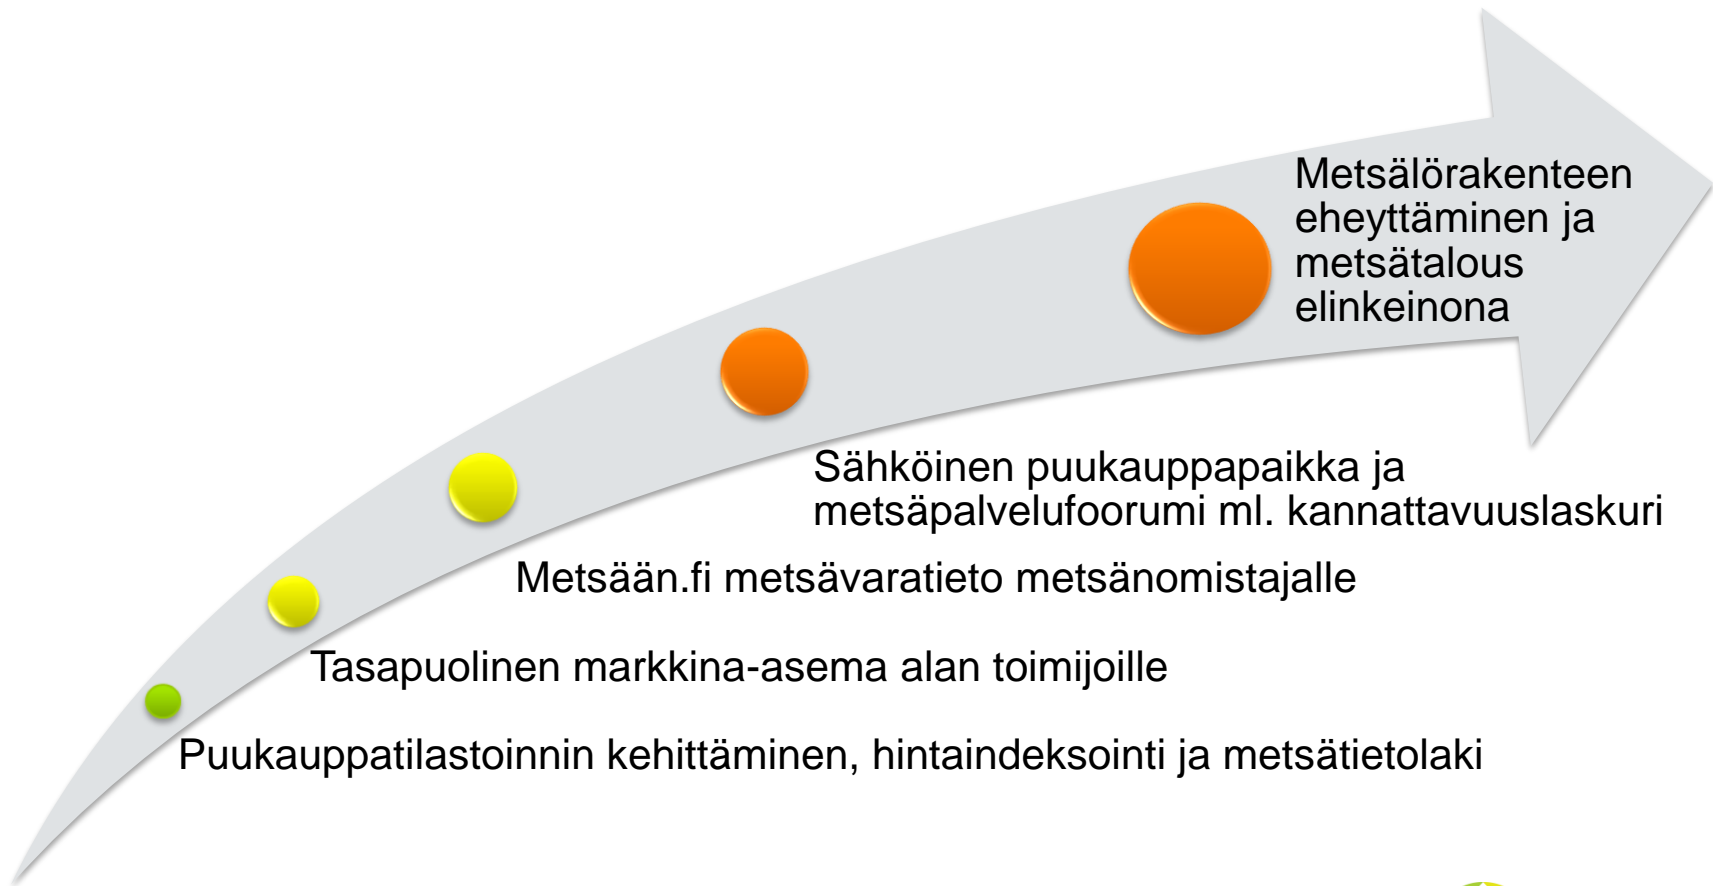 Metsälörakenteen
eheyttäminen ja
metsätalous
elinkeinona
Sähköinen puukauppapaikka ja
metsäpalvelufoorumi ml. kannattavuuslaskuri
Metsään.fi metsävaratieto metsänomistajalle
Tasapuolinen markkina-asema alan toimijoille
Puukauppatilastoinnin kehittäminen, hintaindeksointi ja metsätietolaki